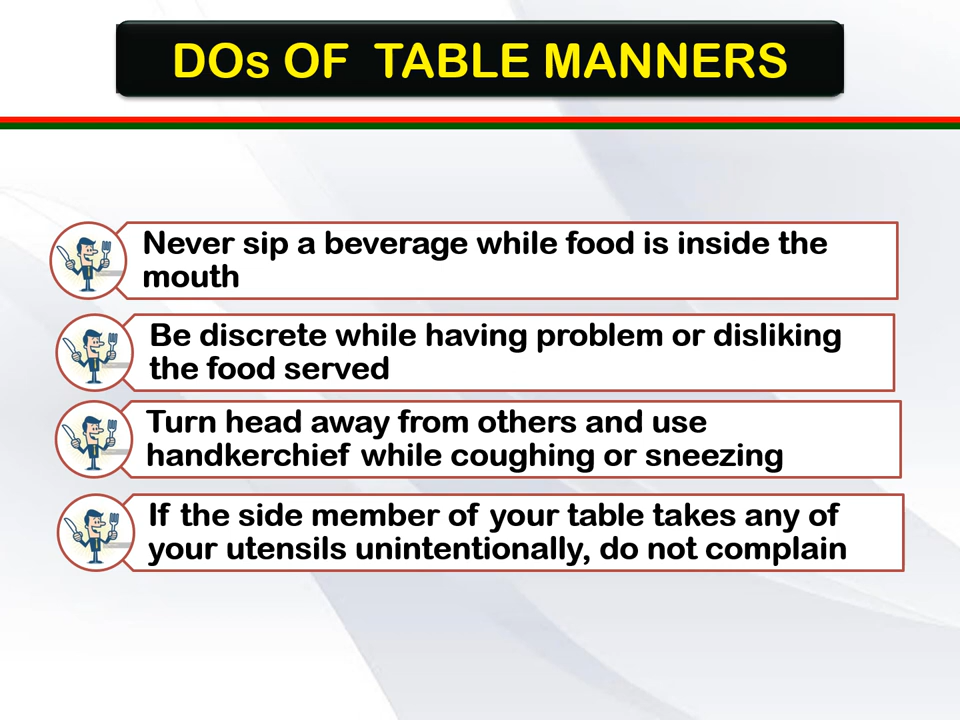 DOs OF TABLE MANNERS
Never sip a beverage while food is inside the
mouth
Be discrete while having problem or disliking
the food served
Turn head away from others and use
handkerchief while coughing or sneezing
If the side member of your table takes any of
your utensils unintentionally, do not complain